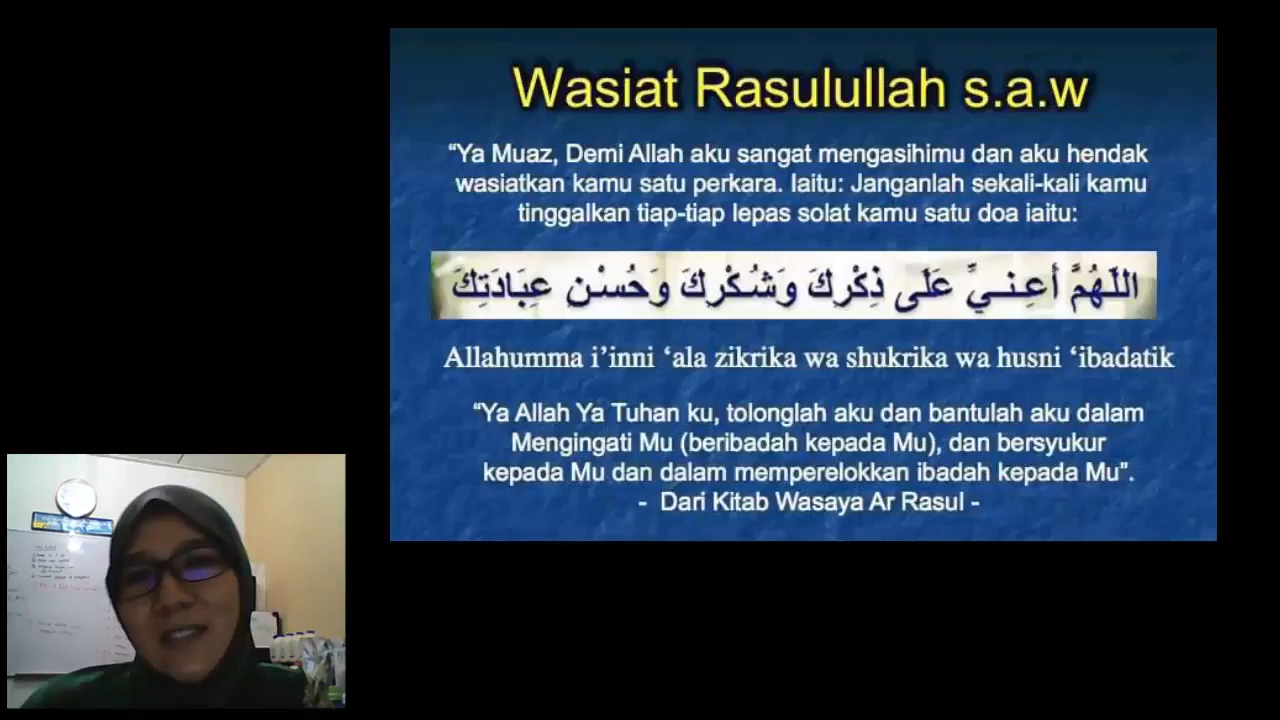 Wasiat Rasulullah s.a.w
“Ya Muaz, Demi Allah aku sangat mengasihimu dan aku hendak
wasiatkan kamu satu perkara. Iaitu: Janganlah sekali-kali kamu
tinggalkan tiap-tiap lepas solat kamu satu doa iaitu:
اللّهُمَّ أَعِنِّيِّ عَلَى ذِكْرِكَ وَشُكْرِكَ وَحُسْنِ عِبَادَتِكَ
Allahumma i’inni ‘ala zikrika wa shukrika wa husni ‘ibadatik
“Ya Allah Ya Tuhan ku, tolonglah aku dan bantulah aku dalam
Mengingati Mu (beribadah kepada Mu), dan bersyukur
kepada Mu dan dalam memperelokkan ibadah kepada Mu”.
- Dari Kitab Wasaya Ar Rasul -